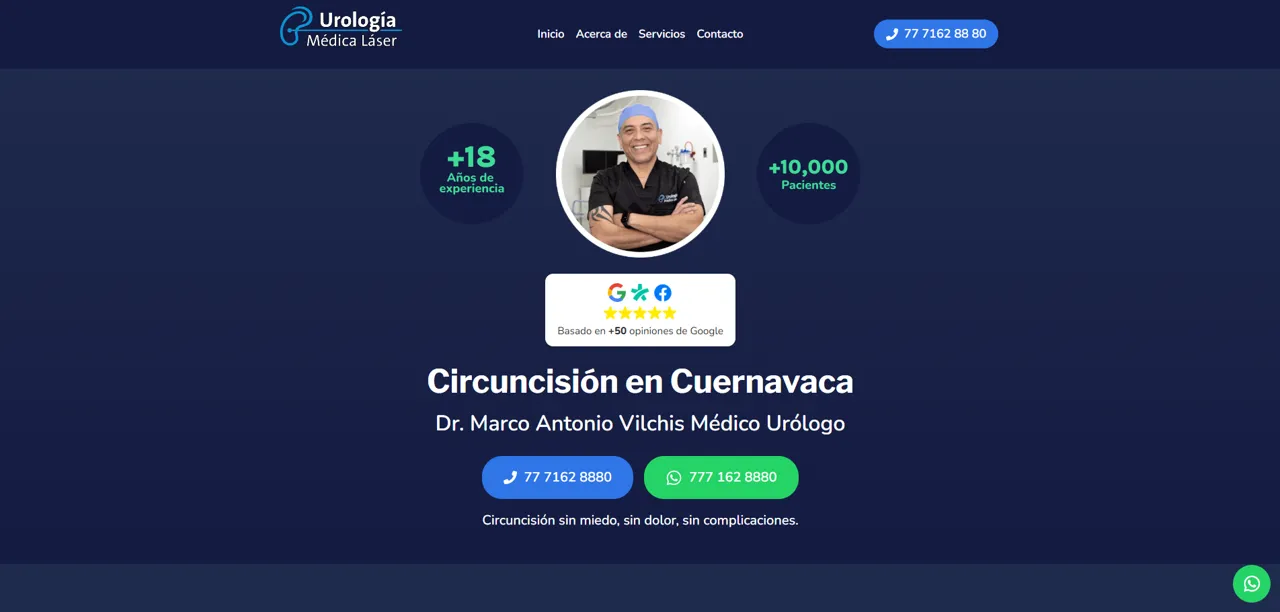 Urología
Médica Láser
Inicio
Acerca de
Servicios
Contacto
77 7162 88 80
+18
Años de
experiencia
+10,000
Pacientes
Basado en +50 opiniones de Google
Circuncisión en Cuernavaca
Dr. Marco Antonio Vilchis Médico Urólogo
77 7162 8880
777 162 8880
Circuncisión sin miedo, sin dolor, sin complicaciones.